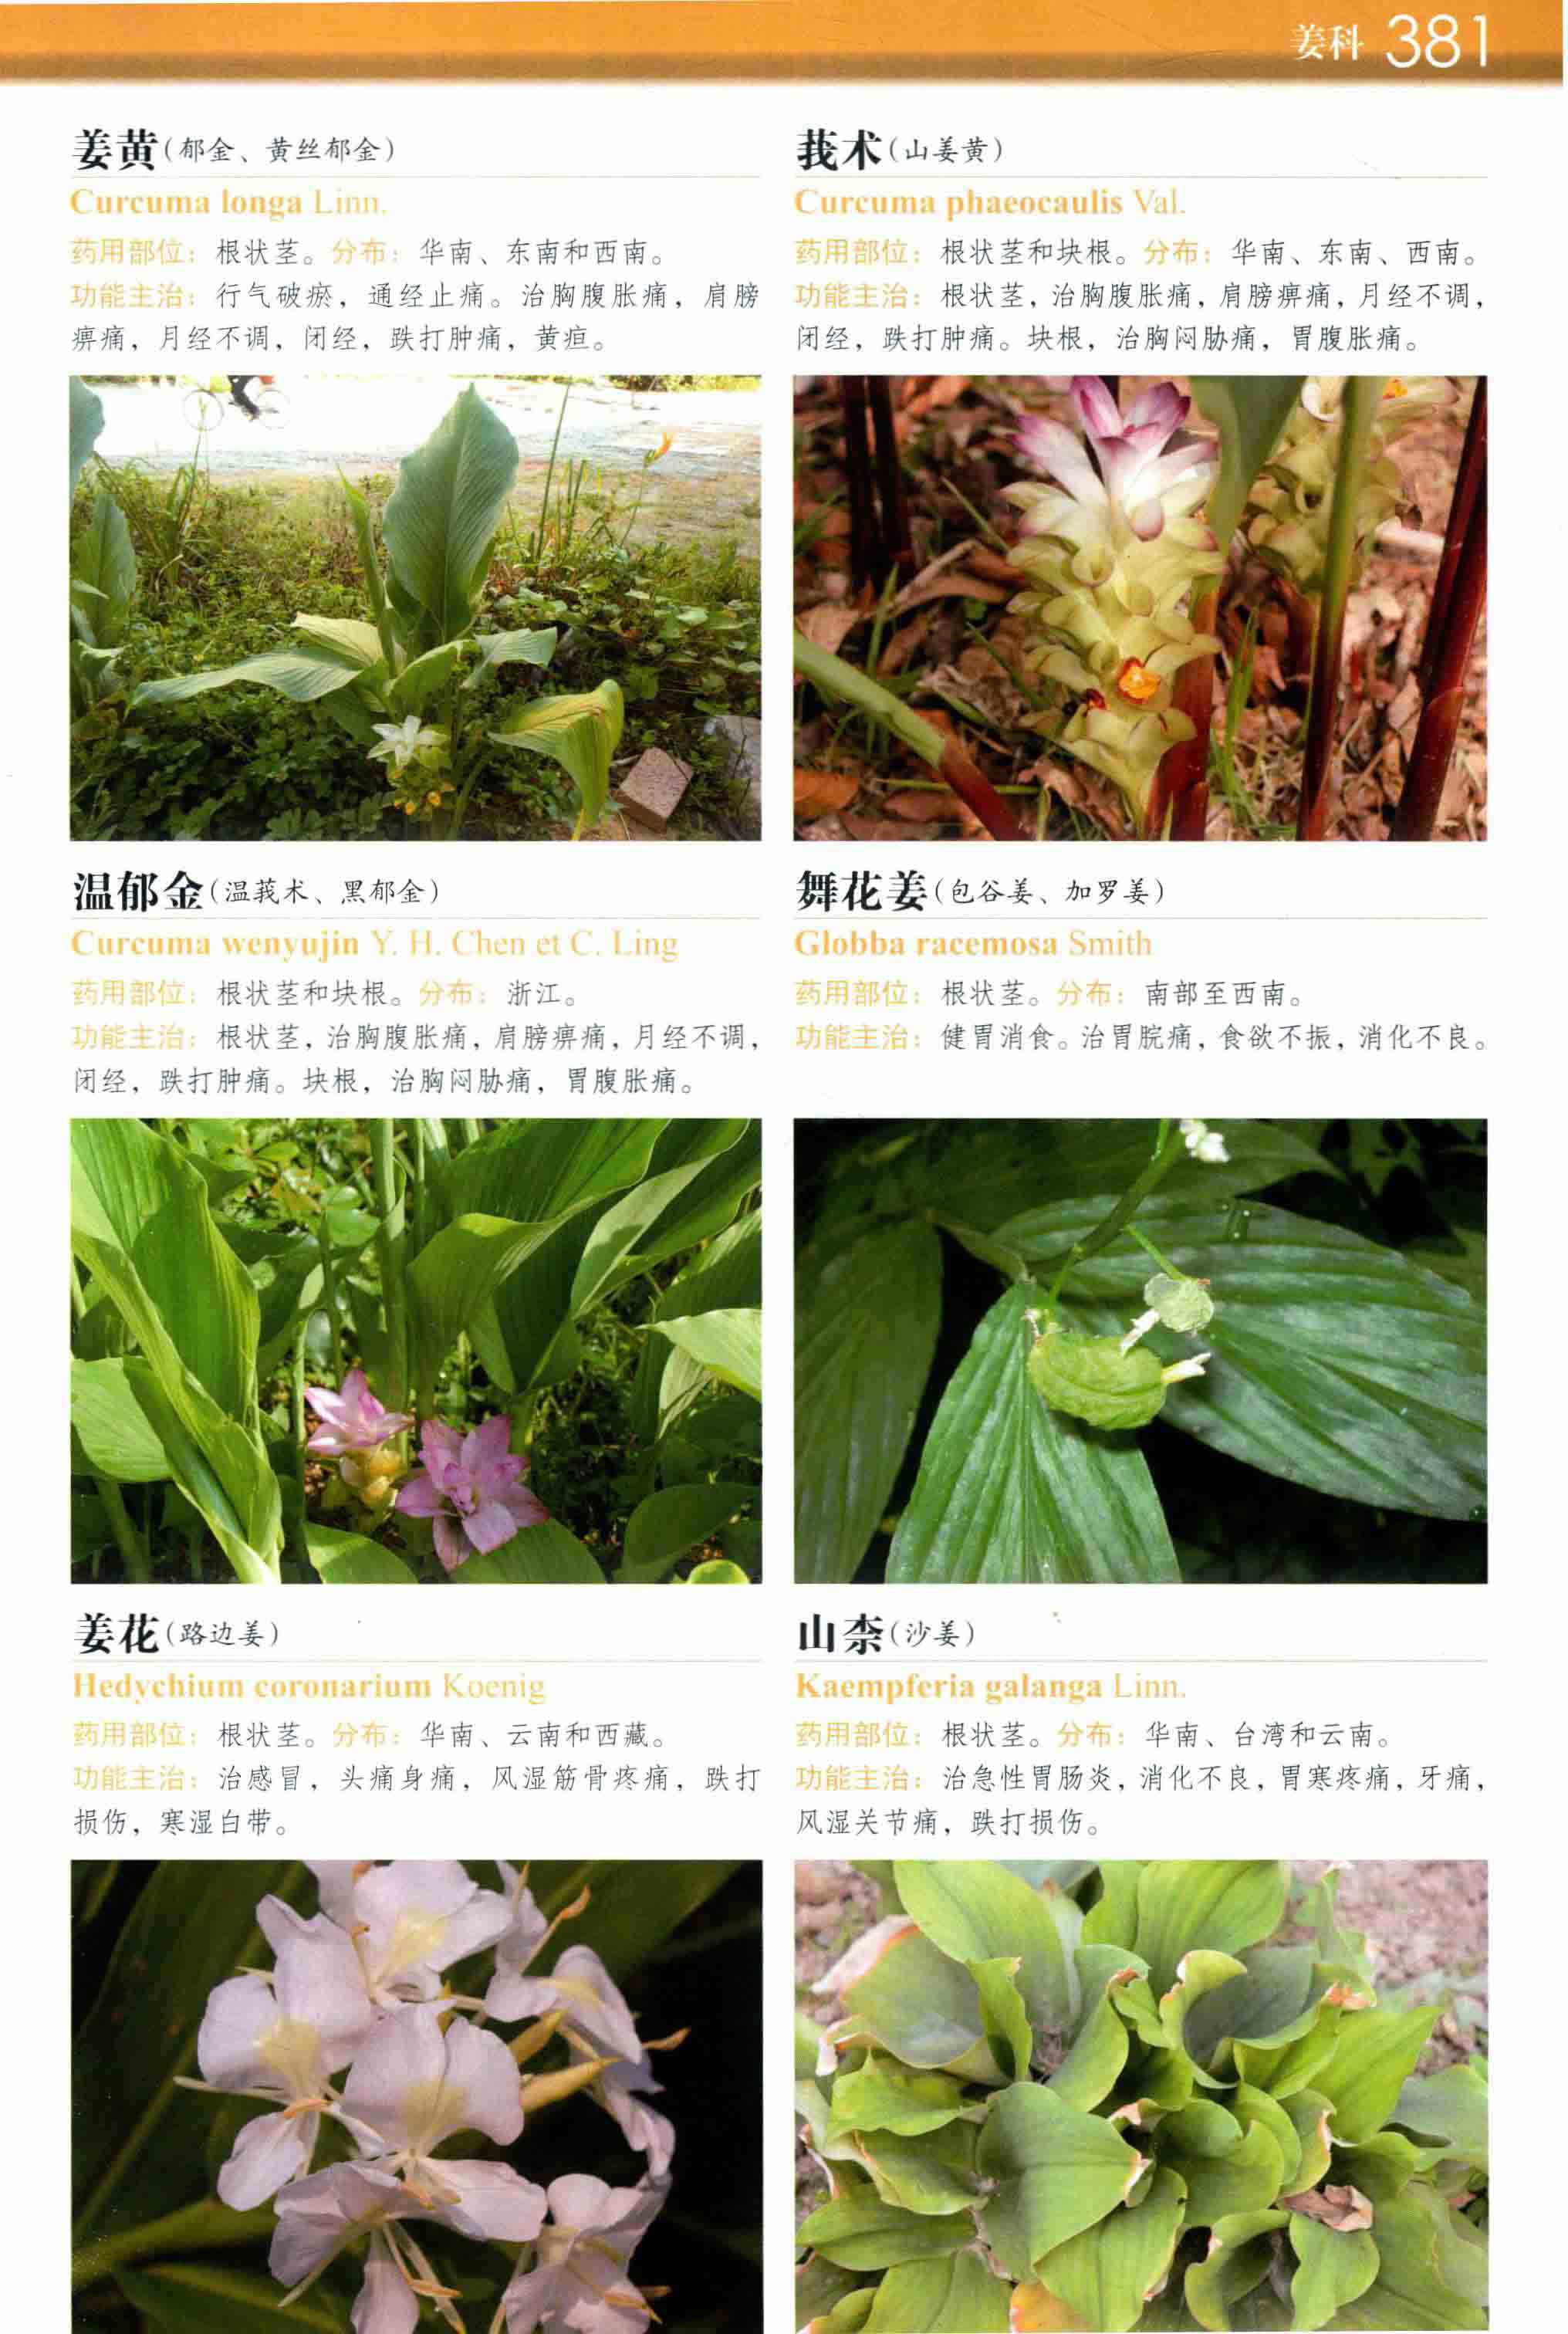 姜科 381
姜黄(郁金、黄丝郁金)
Curcuma longa Linn.
药用部位：根状茎。分布：华南、东南和西南。
功能主治：行气破瘀，通经止痛。治胸腹胀痛，肩膀
痹痛，月经不调，闭经，跌打肿痛，黄疸。
莪术(山姜黄)
Curcuma phaeocaulis Val.
药用部位：根状茎和块根。分布：华南、东南、西南。
功能主治：根状茎，治胸腹胀痛，肩膀痹痛，月经不调，
闭经，跌打肿痛。块根，治胸闷胁痛，胃腹胀痛。
温郁金(温莪术、黑郁金)
Curcuma wenyujin Y. H. Chen et C. Ling
药用部位：根状茎和块根。分布：浙江。
功能主治：根状茎，治胸腹胀痛，肩膀痹痛，月经不调，
闭经，跌打肿痛。块根，治胸闷胁痛，胃腹胀痛。
舞花姜(包谷姜、加罗姜)
Globba racemosa Smith
药用部位：根状茎。分布：南部至西南。
功能主治：健胃消食。治胃脘痛，食欲不振，消化不良。
姜花(路边姜)
Hedychium coronarium Koenig
药用部位：根状茎。分布：华南、云南和西藏。
功能主治：治感冒，头痛身痛，风湿筋骨疼痛，跌打
损伤，寒湿白带。
山柰(沙姜)
Kaempferia galanga Linn.
药用部位：根状茎。分布：华南、台湾和云南。
功能主治：治急性胃肠炎，消化不良，胃寒疼痛，牙痛，
风湿关节痛，跌打损伤。